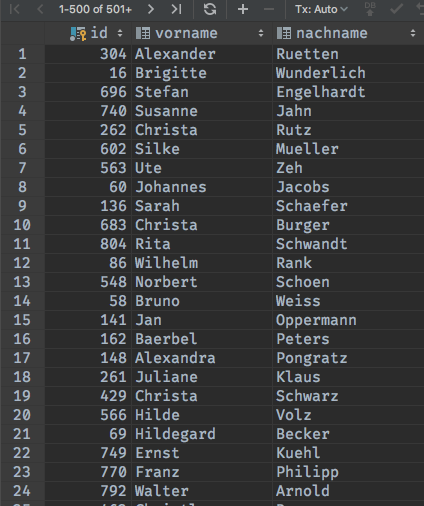 1-500 of 501+ Tx: Auto DB
id vorname nachname
1 304 Alexander Ruetten
2 16 Brigitte Wunderlich
3 696 Stefan Engelhardt
4 740 Susanne Jahn
5 262 Christa Rutz
6 602 Silke Mueller
7 563 Ute Zeh
8 60 Johannes Jacobs
9 136 Sarah Schaefer
10 683 Christa Burger
11 804 Rita Schwandt
12 86 Wilhelm Rank
13 548 Norbert Schoen
14 58 Bruno Weiss
15 141 Jan Oppermann
16 162 Baerbel Peters
17 148 Alexandra Pongratz
18 261 Juliane Klaus
19 429 Christa Schwarz
20 566 Hilde Volz
21 69 Hildegard Becker
22 749 Ernst Kuehl
23 770 Franz Philipp
24 792 Walter Arnold